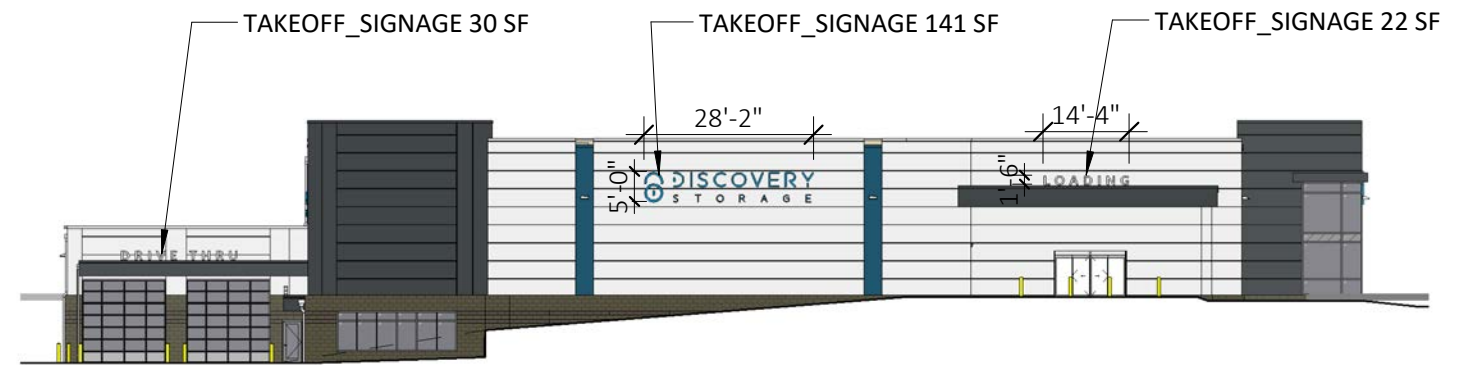 TAKEOFF_SIGNAGE 30 SF
TAKEOFF_SIGNAGE 141 SF
TAKEOFF_SIGNAGE 22 SF
28'-2"
14'-4"
5'-0"
DISCOVERY
STORAGE
1'-6"
LOADING
DRIVE THRU